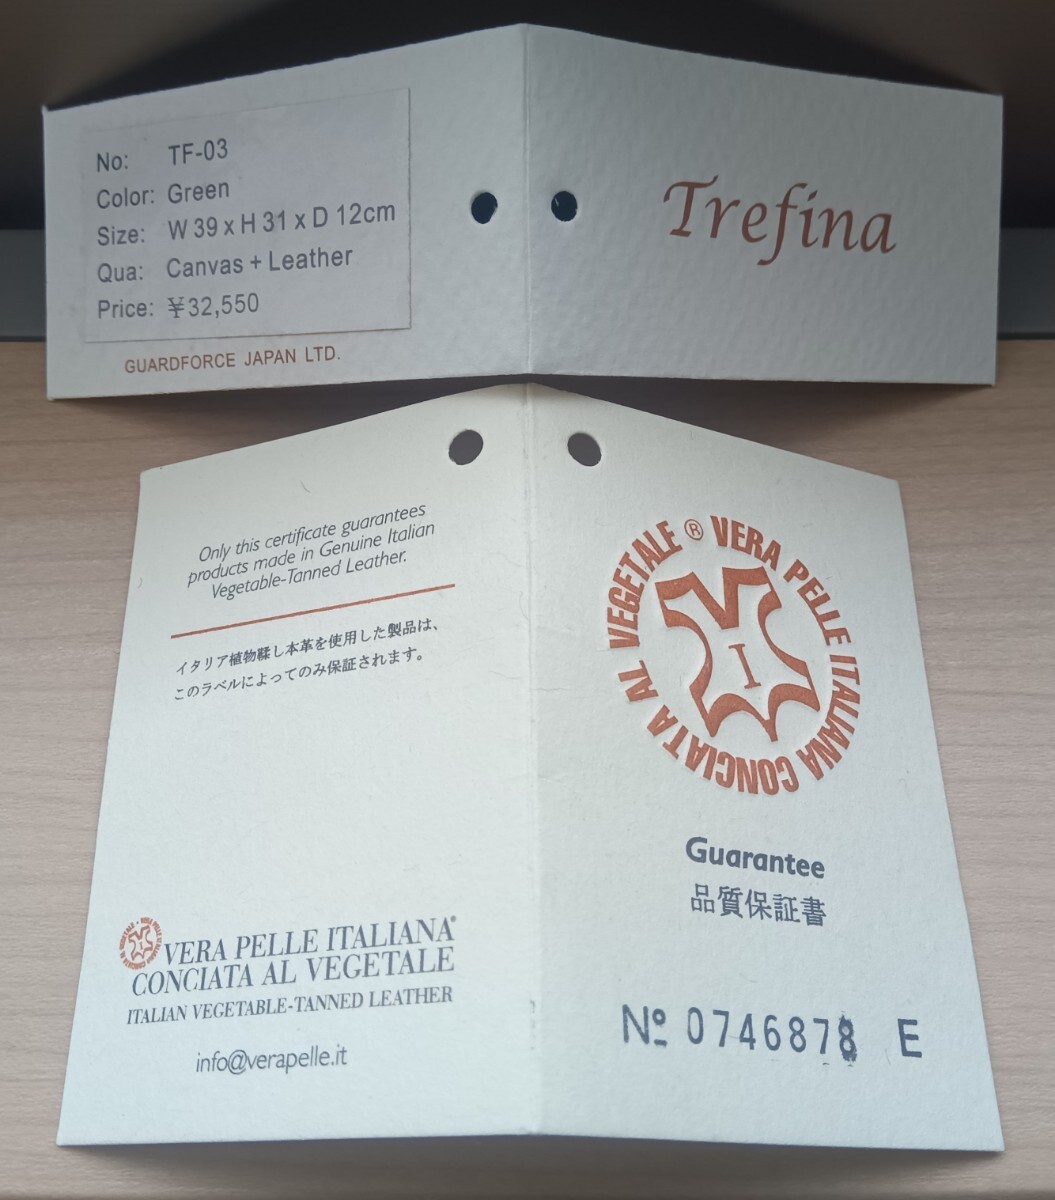 No: TF-03
Color: Green
Size: W 39 x H 31 x D 12cm
Qua: Canvas + Leather
Price: ¥32,550
GUARDFORCE JAPAN LTD.
Trefina
Only this certificate guarantees
products made in Genuine Italian
Vegetable-Tanned Leather.
イタリア植物鞣し本革を使用した製品は、
このラベルによってのみ保証されます。
VERA PELLE ITALIANA®
CONCIATA AL VEGETALE
ITALIAN VEGETABLE-TANNED LEATHER
info@verapelle.it
VERA PELLE ITALIANA CONCIATA AL VEGETALE ®
I
Guarantee
品質保証書
Nº 0746878 E